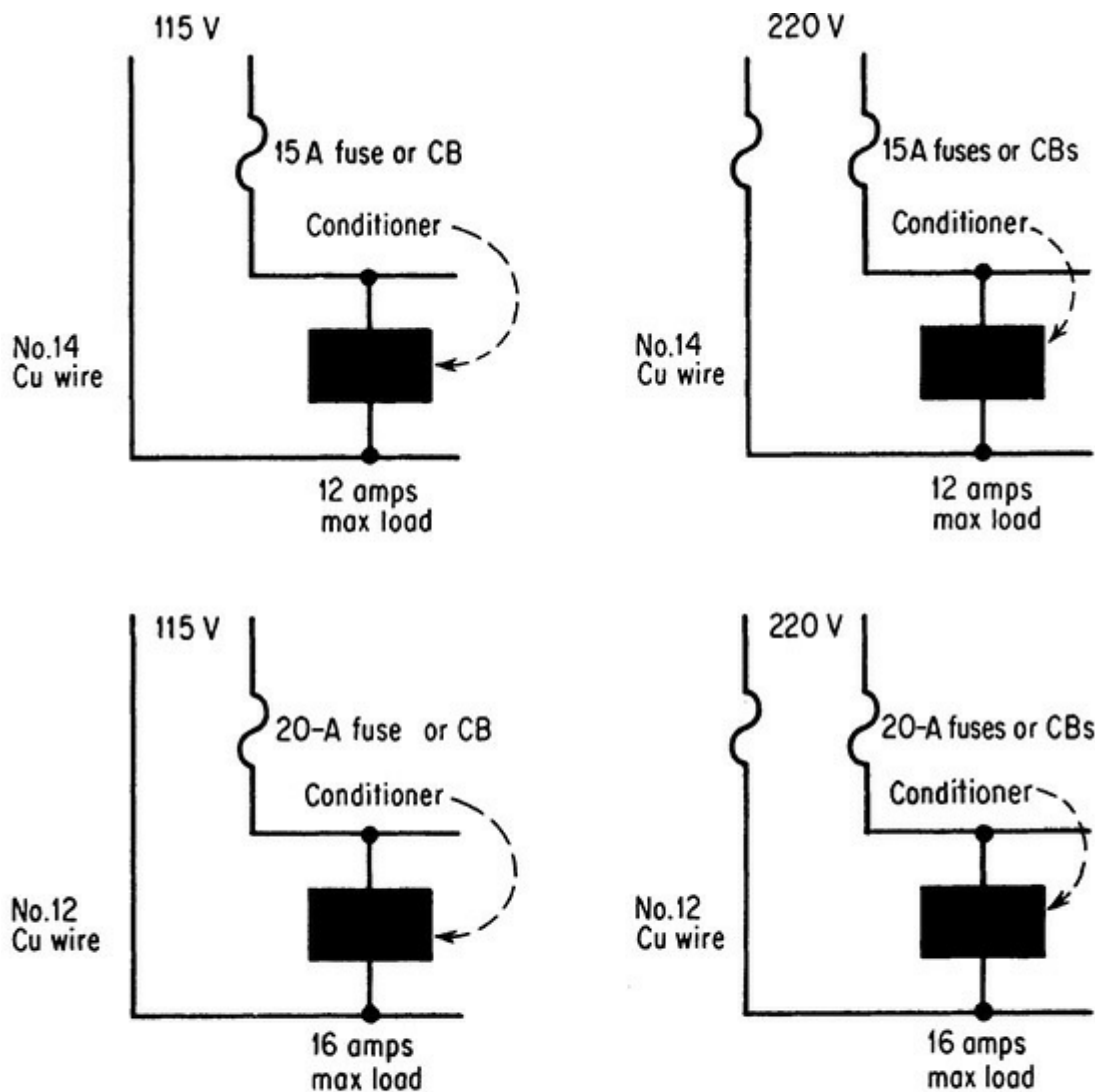 115 V
15 A fuse or CB
Conditioner
No.14
Cu wire
12 amps
max load
220 V
15A fuses or CBs
Conditioner
No.14
Cu wire
12 amps
max load
115 V
20-A fuse or CB
Conditioner
No.12
Cu wire
16 amps
max load
220 V
20-A fuses or CBs
Conditioner
No.12
Cu wire
16 amps
max load